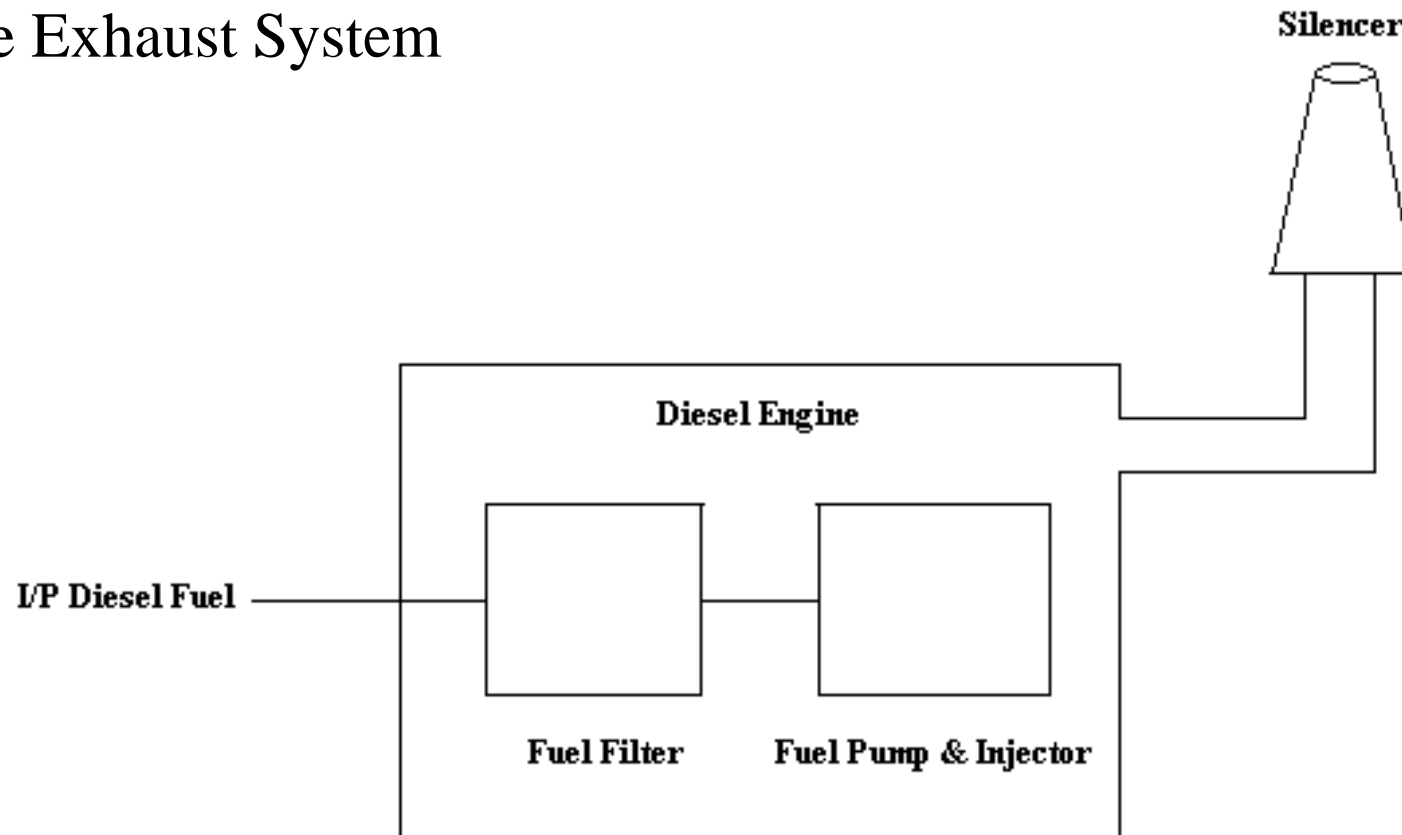 e Exhaust System
Silencer
Diesel Engine
I/P Diesel Fuel
Fuel Filter
Fuel Pump & Injector